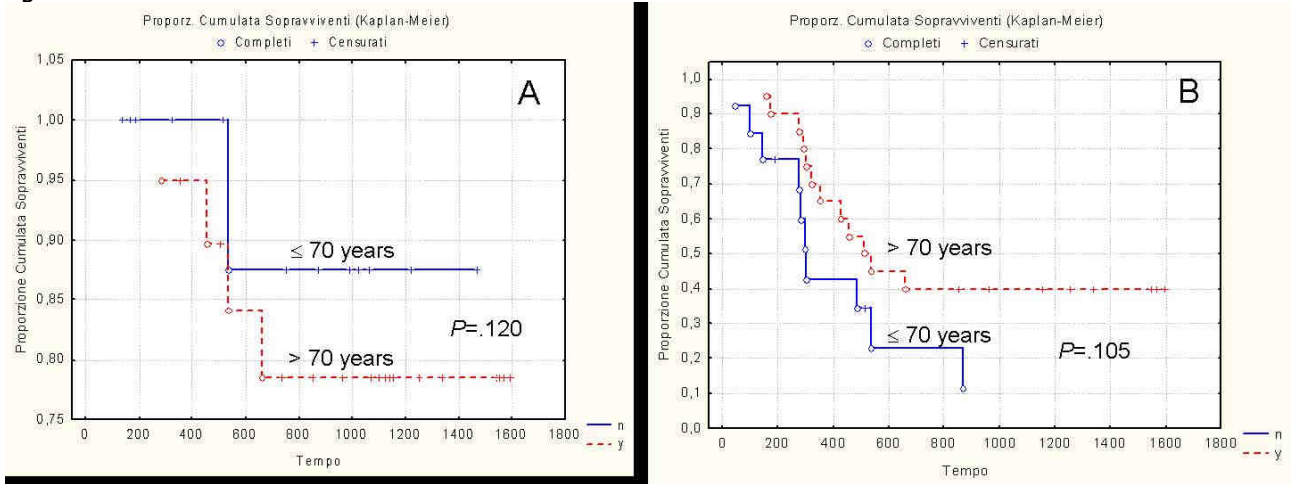 Proporz. Cumulata Sopravviventi (Kaplan-Meier)
Completi Censurati
A
Proporzione Cumulata Sopravviventi
1,05
1,00
0,95
0,90
0,85
0,80
0,75
≤ 70 years
P=.120
> 70 years
0 200 400 600 800 1000 1200 1400 1600 1800
Tempo
n
y
Proporz. Cumulata Sopravviventi (Kaplan-Meier)
Completi Censurati
B
Proporzione Cumulata Sopravviventi
1,0
0,9
0,8
0,7
0,6
0,5
0,4
0,3
0,2
0,1
0,0
> 70 years
≤ 70 years
P=.105
0 200 400 600 800 1000 1200 1400 1600 1800
Tempo
n
y